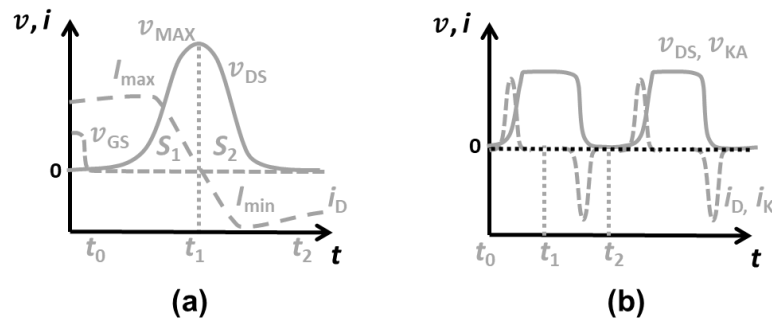 v, i
v_MAX
I_max
v_DS
v_GS
S_1
S_2
0
I_min
i_D
t_0
t_1
t_2
t
(a)
v, i
v_DS, v_KA
0
i_D, i_K
t_0
t_1
t_2
t
(b)